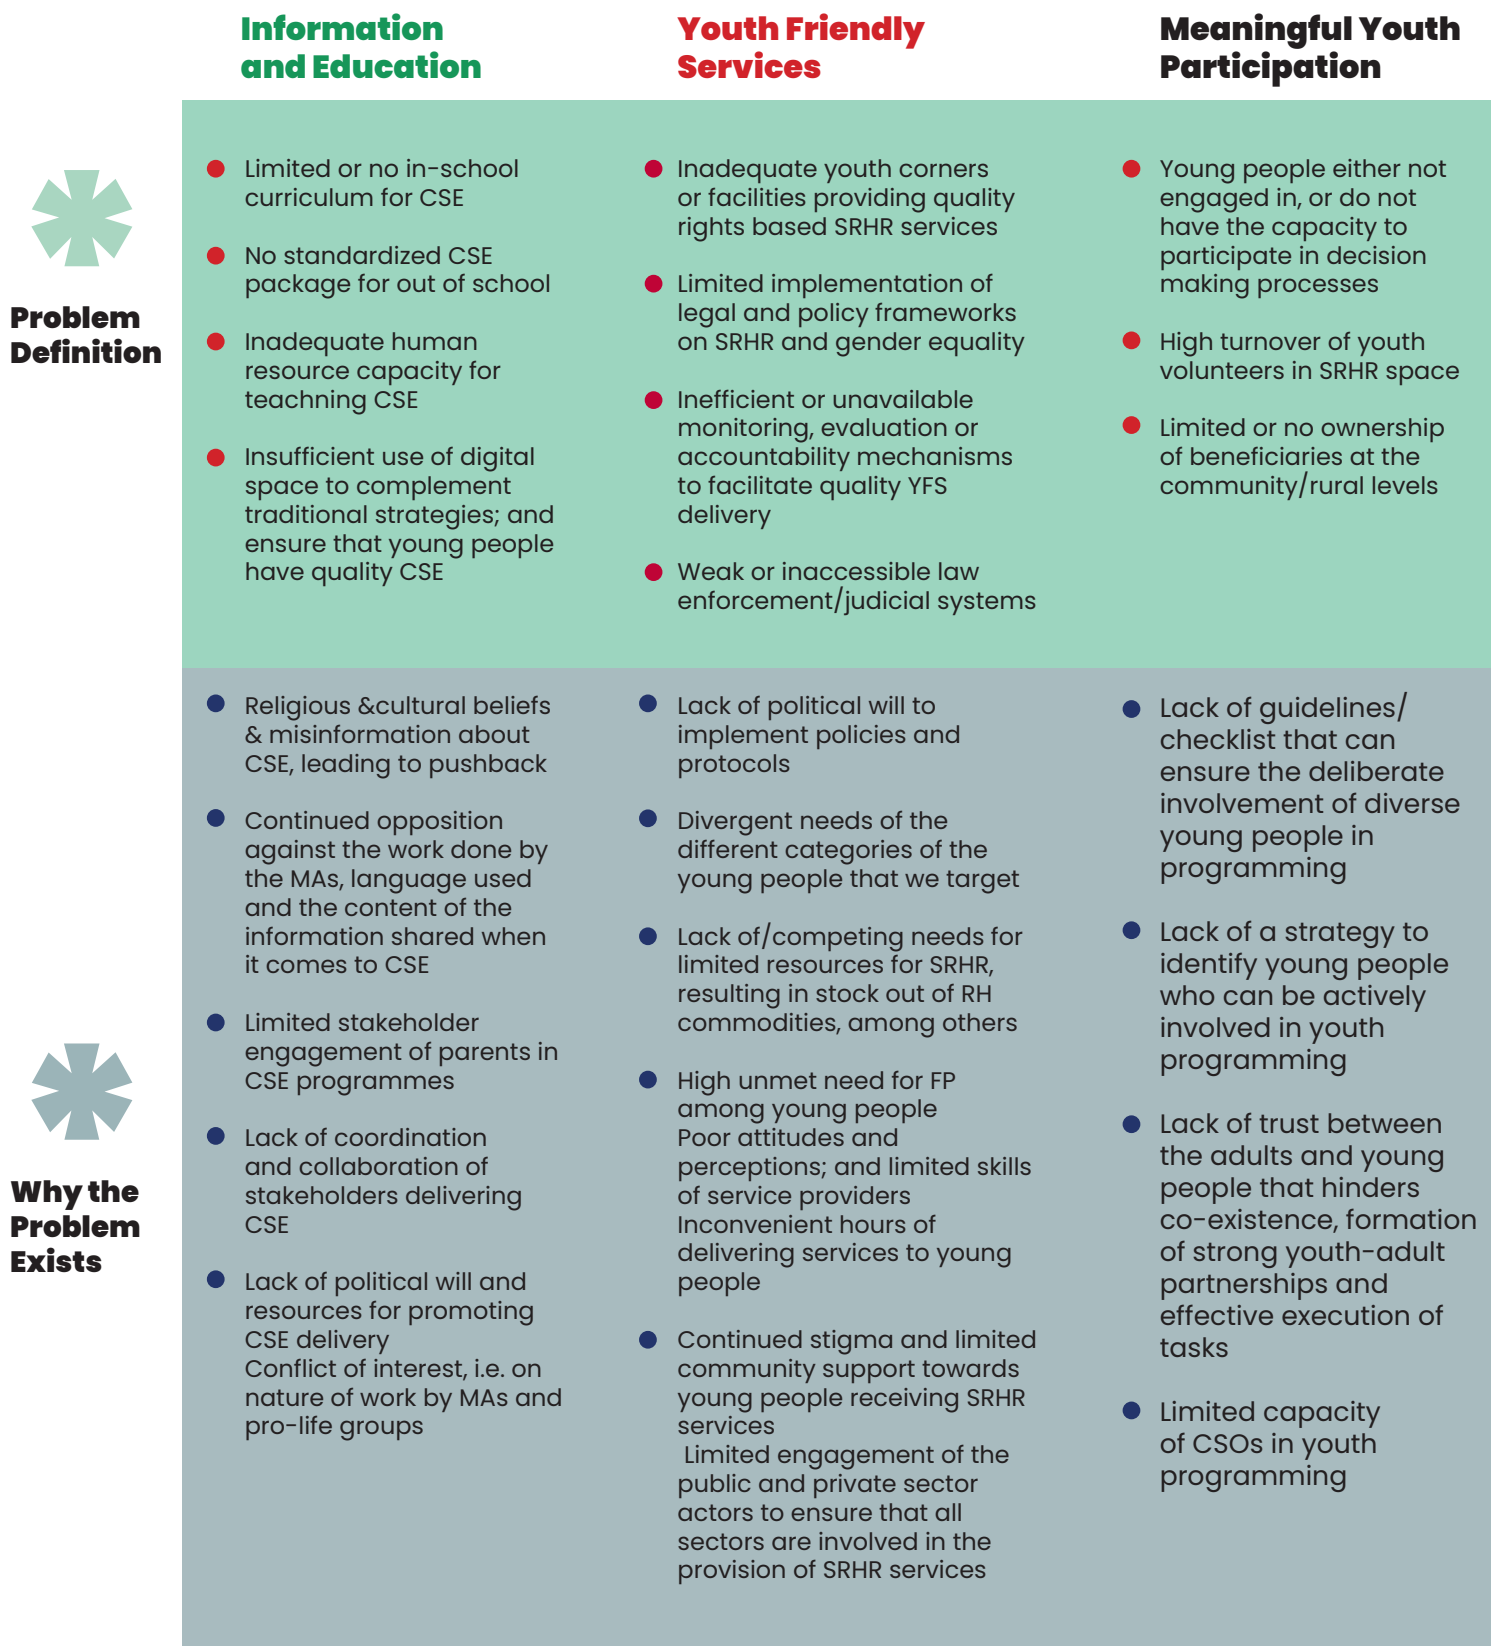 Information
and Education
Youth Friendly
Services
Meaningful Youth
Participation
Problem
Definition
Limited or no in-school
curriculum for CSE
No standardized CSE
package for out of school
Inadequate human
resource capacity for
teachning CSE
Insufficient use of digital
space to complement
traditional strategies; and
ensure that young people
have quality CSE
Inadequate youth corners
or facilities providing quality
rights based SRHR services
Limited implementation of
legal and policy frameworks
on SRHR and gender equality
Inefficient or unavailable
monitoring, evaluation or
accountability mechanisms
to facilitate quality YFS
delivery
Weak or inaccessible law
enforcement/judicial systems
Young people either not
engaged in, or do not
have the capacity to
participate in decision
making processes
High turnover of youth
volunteers in SRHR space
Limited or no ownership
of beneficiaries at the
community/rural levels
Why the
Problem
Exists
Religious &cultural beliefs
& misinformation about
CSE, leading to pushback
Continued opposition
against the work done by
the MAs, language used
and the content of the
information shared when
it comes to CSE
Limited stakeholder
engagement of parents in
CSE programmes
Lack of coordination
and collaboration of
stakeholders delivering
CSE
Lack of political will and
resources for promoting
CSE delivery
Conflict of interest, i.e. on
nature of work by MAs and
pro-life groups
Lack of political will to
implement policies and
protocols
Divergent needs of the
different categories of the
young people that we target
Lack of/competing needs for
limited resources for SRHR,
resulting in stock out of RH
commodities, among others
High unmet need for FP
among young people
Poor attitudes and
perceptions; and limited skills
of service providers
Inconvenient hours of
delivering services to young
people
Continued stigma and limited
community support towards
young people receiving SRHR
services
Limited engagement of the
public and private sector
actors to ensure that all
sectors are involved in the
provision of SRHR services
Lack of guidelines/
checklist that can
ensure the deliberate
involvement of diverse
young people in
programming
Lack of a strategy to
identify young people
who can be actively
involved in youth
programming
Lack of trust between
the adults and young
people that hinders
co-existence, formation
of strong youth-adult
partnerships and
effective execution of
tasks
Limited capacity
of CSOs in youth
programming